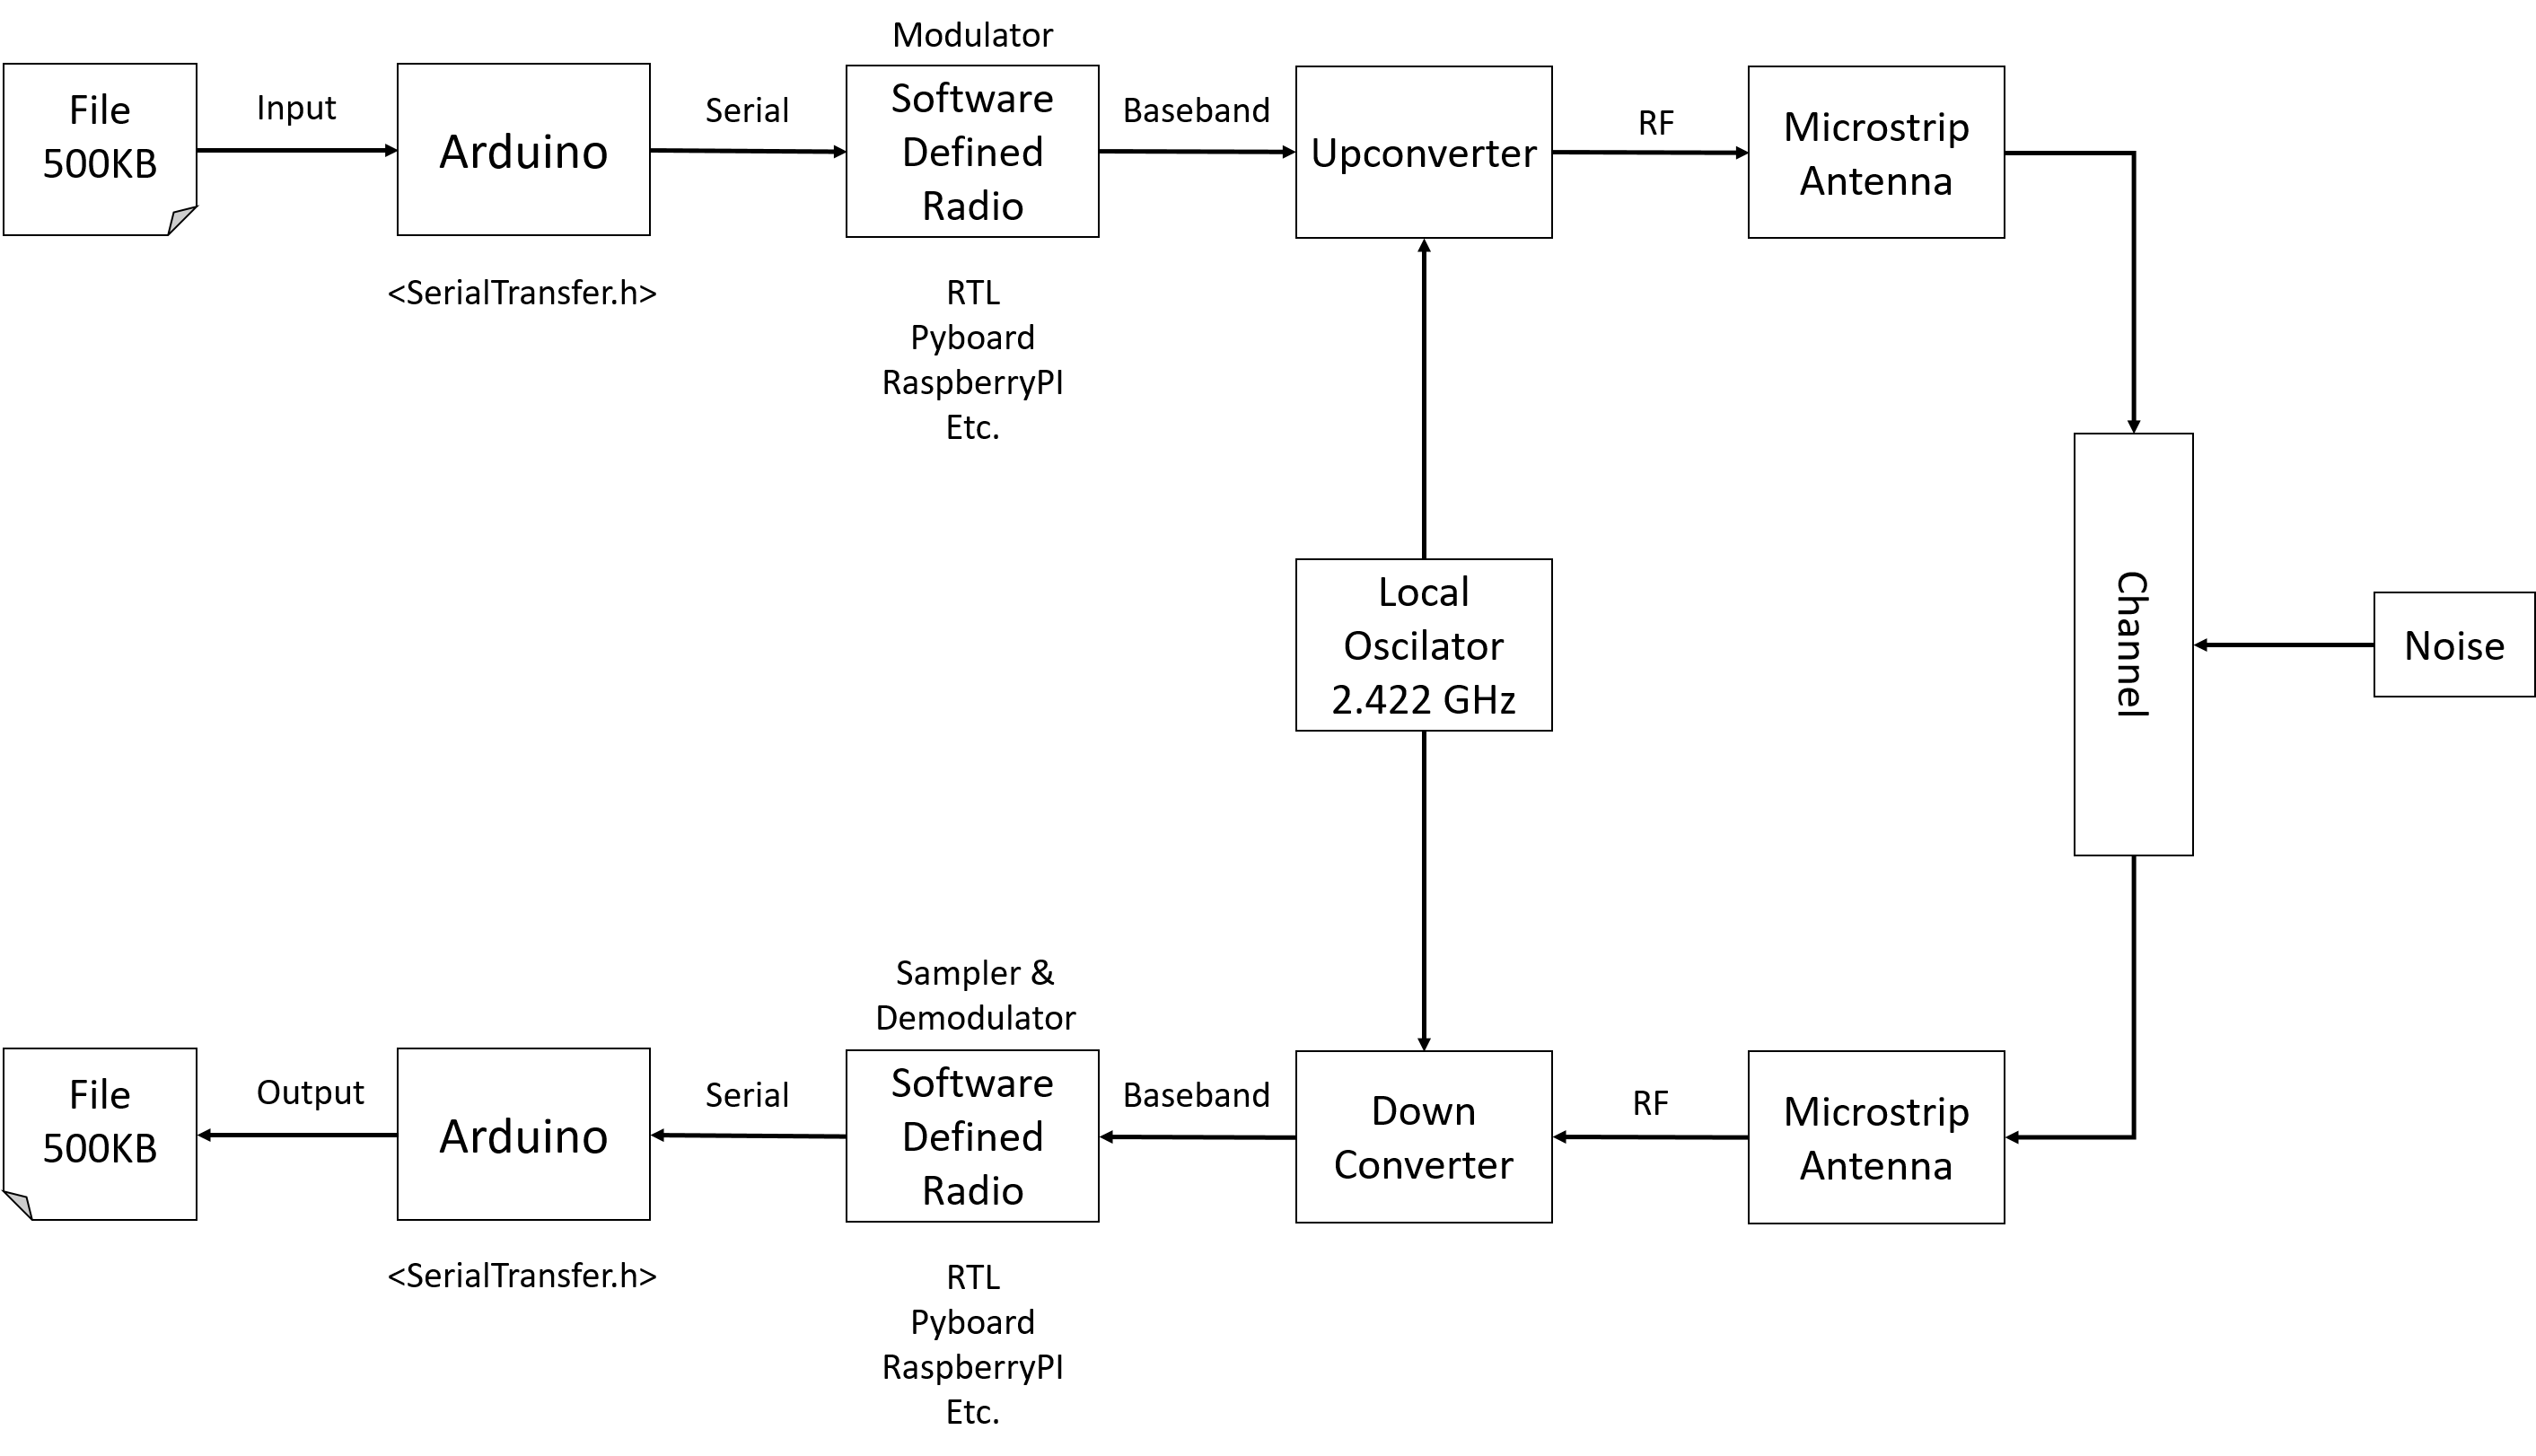 Modulator
File
500KB
Input
Arduino
Serial
Software
Defined
Radio
Baseband
Upconverter
RF
Microstrip
Antenna
<SerialTransfer.h>
RTL
Pyboard
RaspberryPI
Etc.
Local
Oscilator
2.422 GHz
Channel
Noise
Sampler &
Demodulator
File
500KB
Output
Arduino
Serial
Software
Defined
Radio
Baseband
Down
Converter
RF
Microstrip
Antenna
<SerialTransfer.h>
RTL
Pyboard
RaspberryPI
Etc.